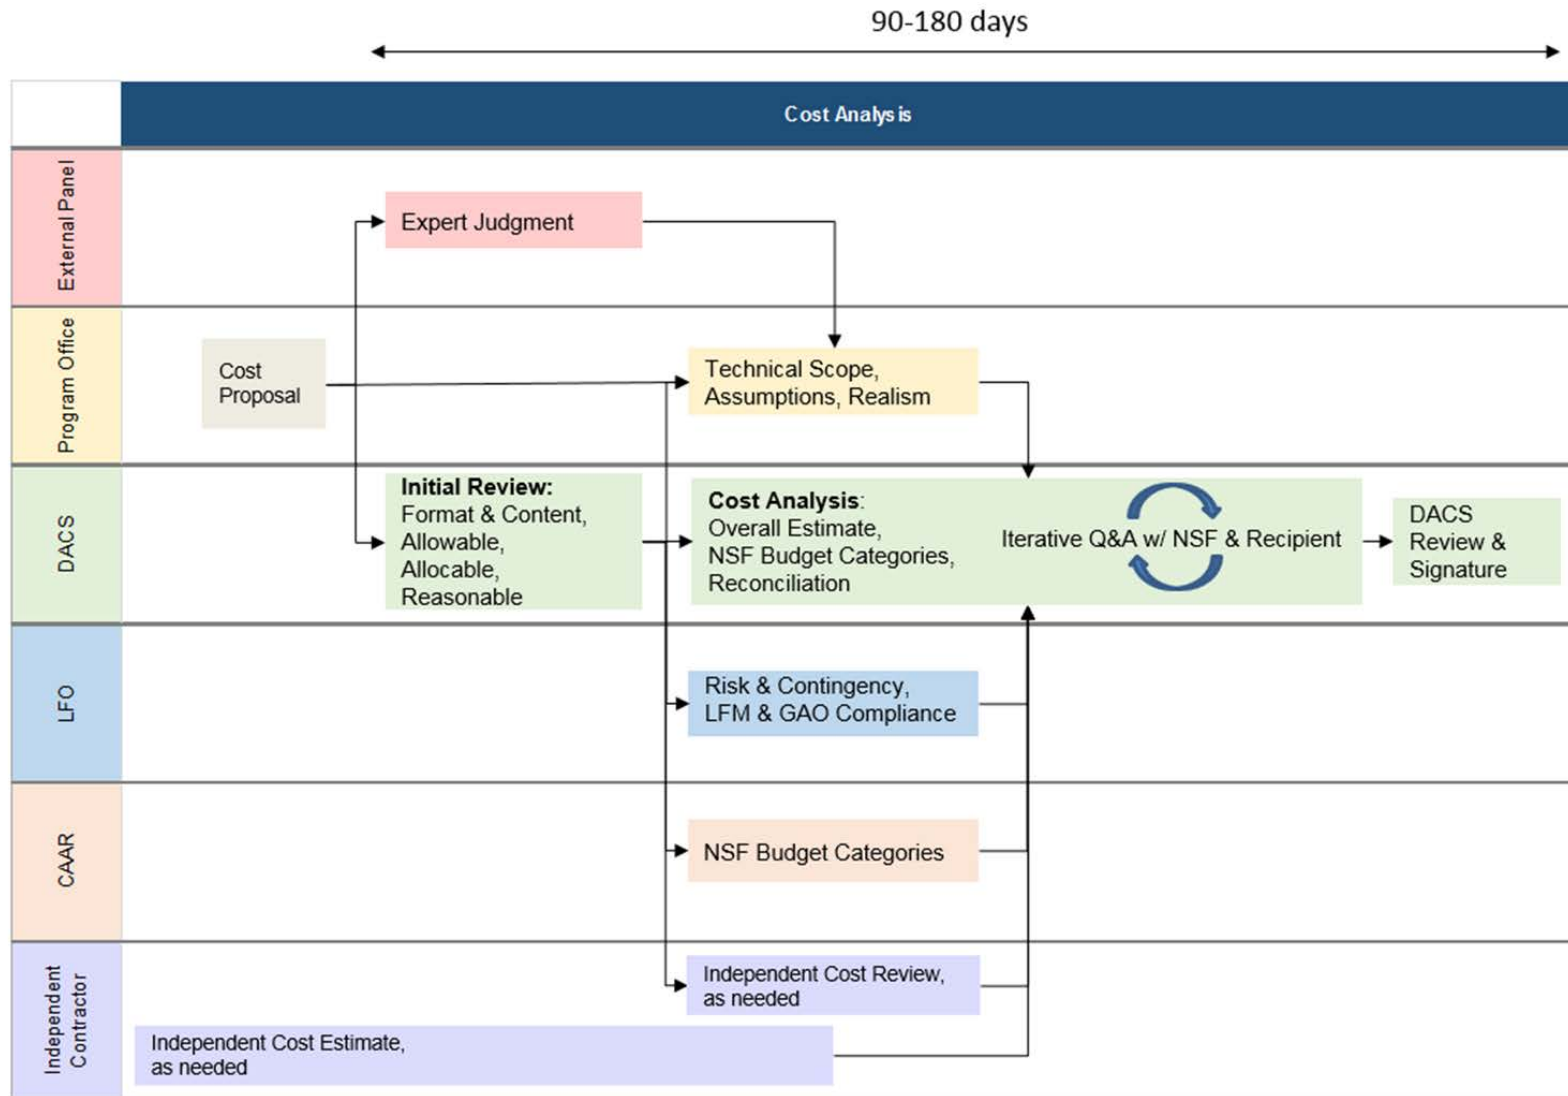 90-180 days
Cost Analysis
External Panel
Expert Judgment
Program Office
Cost
Proposal
Technical Scope,
Assumptions, Realism
DACS
Initial Review:
Format & Content,
Allowable,
Allocable,
Reasonable
Cost Analysis:
Overall Estimate,
NSF Budget Categories,
Reconciliation
Iterative Q&A w/ NSF & Recipient
DACS
Review &
Signature
LFO
Risk & Contingency,
LFM & GAO Compliance
CAAR
NSF Budget Categories
Independent
Contractor
Independent Cost Review,
as needed
Independent Cost Estimate,
as needed